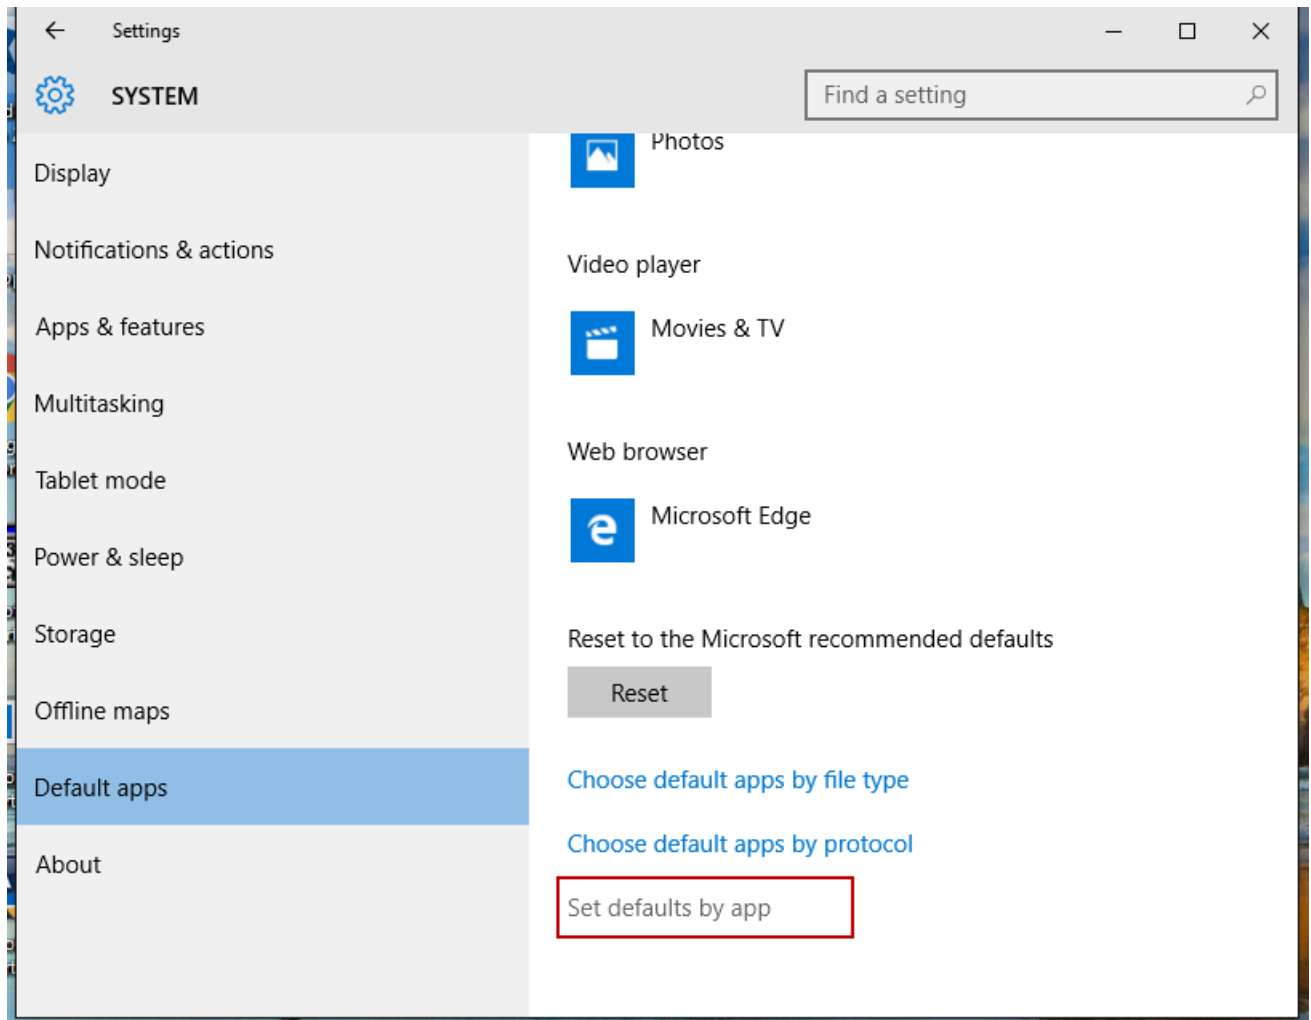 Settings
SYSTEM
Find a setting
Display
Notifications & actions
Apps & features
Multitasking
Tablet mode
Power & sleep
Storage
Offline maps
Default apps
About
Photos
Video player
Movies & TV
Web browser
Microsoft Edge
Reset to the Microsoft recommended defaults
Reset
Choose default apps by file type
Choose default apps by protocol
Set defaults by app